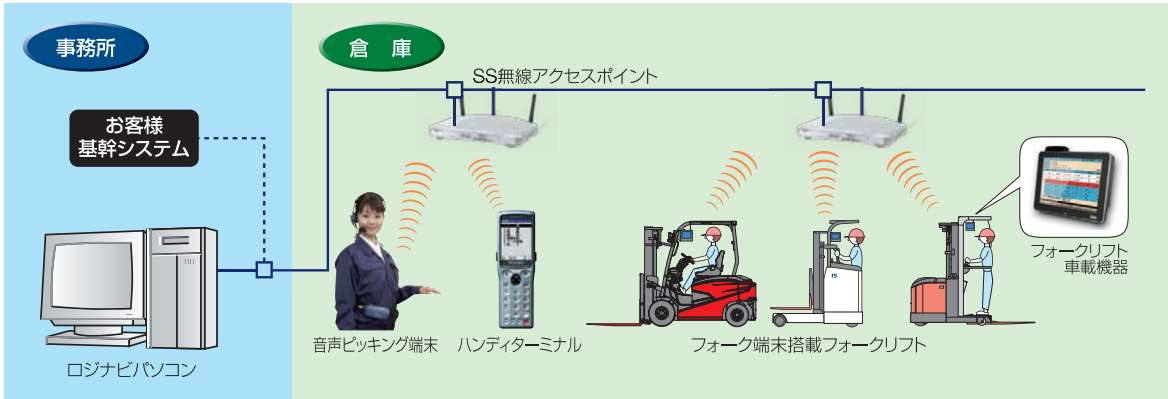 事務所
倉 庫
SS無線アクセスポイント
お客様
基幹システム
フォークリフト
車載機器
音声ピッキング端末
ハンディターミナル
フォーク端末搭載フォークリフト
ロジナビパソコン